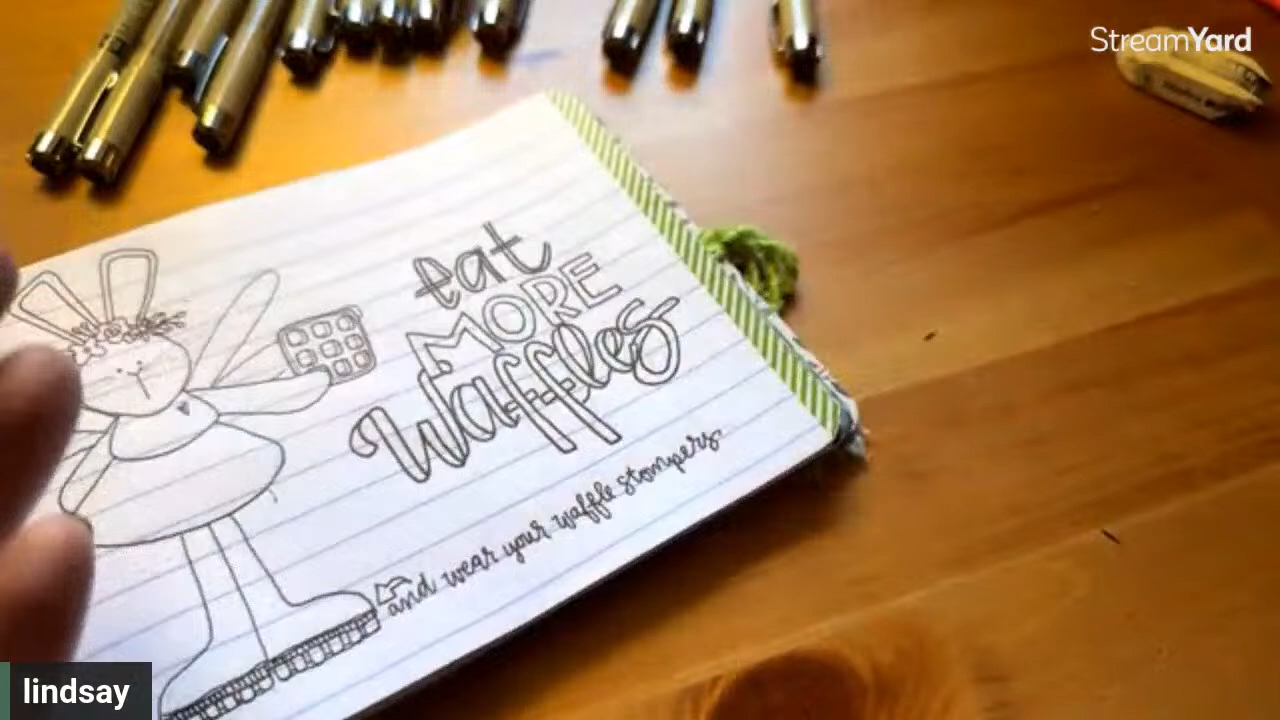 StreamYard
eat
MORE
Waffles
and wear your waffle stompers.
lindsay